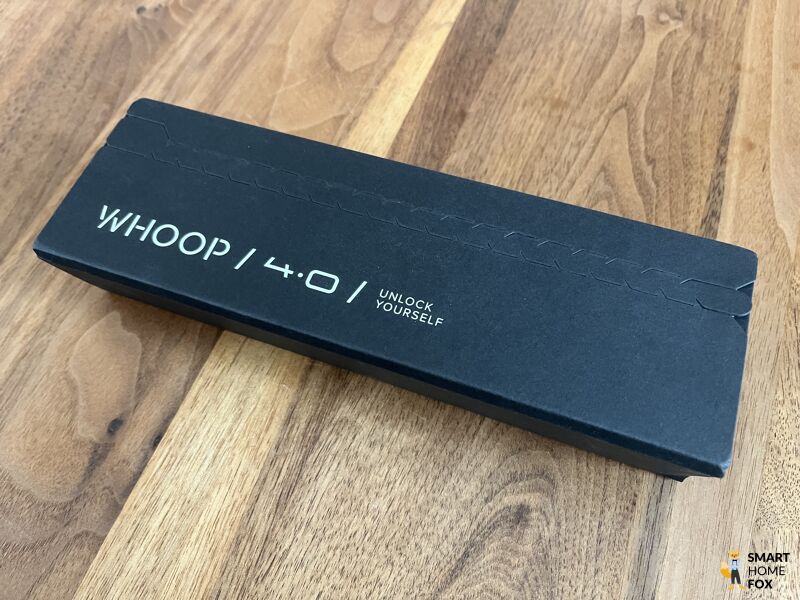 WHOOP / 4.0 / UNLOCK
YOURSELF
SMART
HOME
FOX